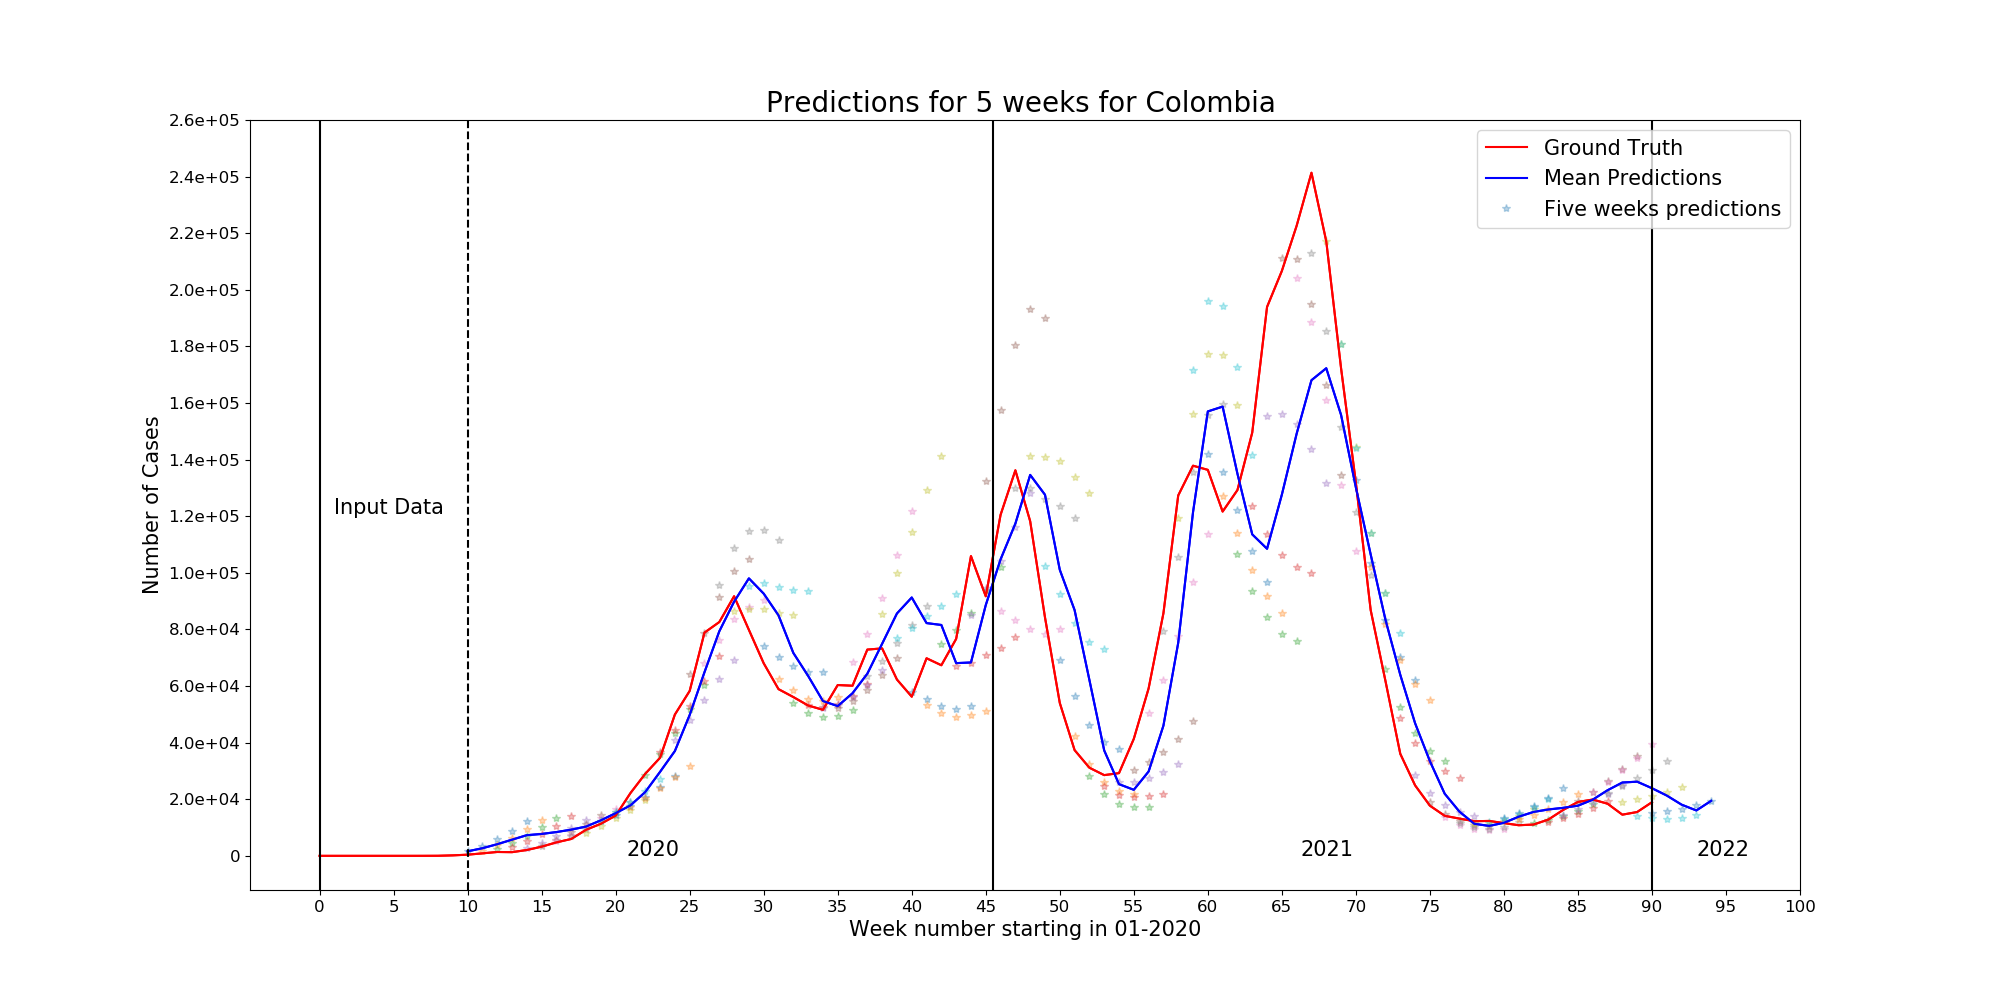 Predictions for 5 weeks for Colombia
Ground Truth
Mean Predictions
Five weeks predictions
2.6e+05
2.4e+05
2.2e+05
2.0e+05
1.8e+05
1.6e+05
1.4e+05
1.2e+05
1.0e+05
8.0e+04
6.0e+04
4.0e+04
2.0e+04
0
Number of Cases
Input Data
2020 2021 2022
0 5 10 15 20 25 30 35 40 45 50 55 60 65 70 75 80 85 90 95 100
Week number starting in 01-2020